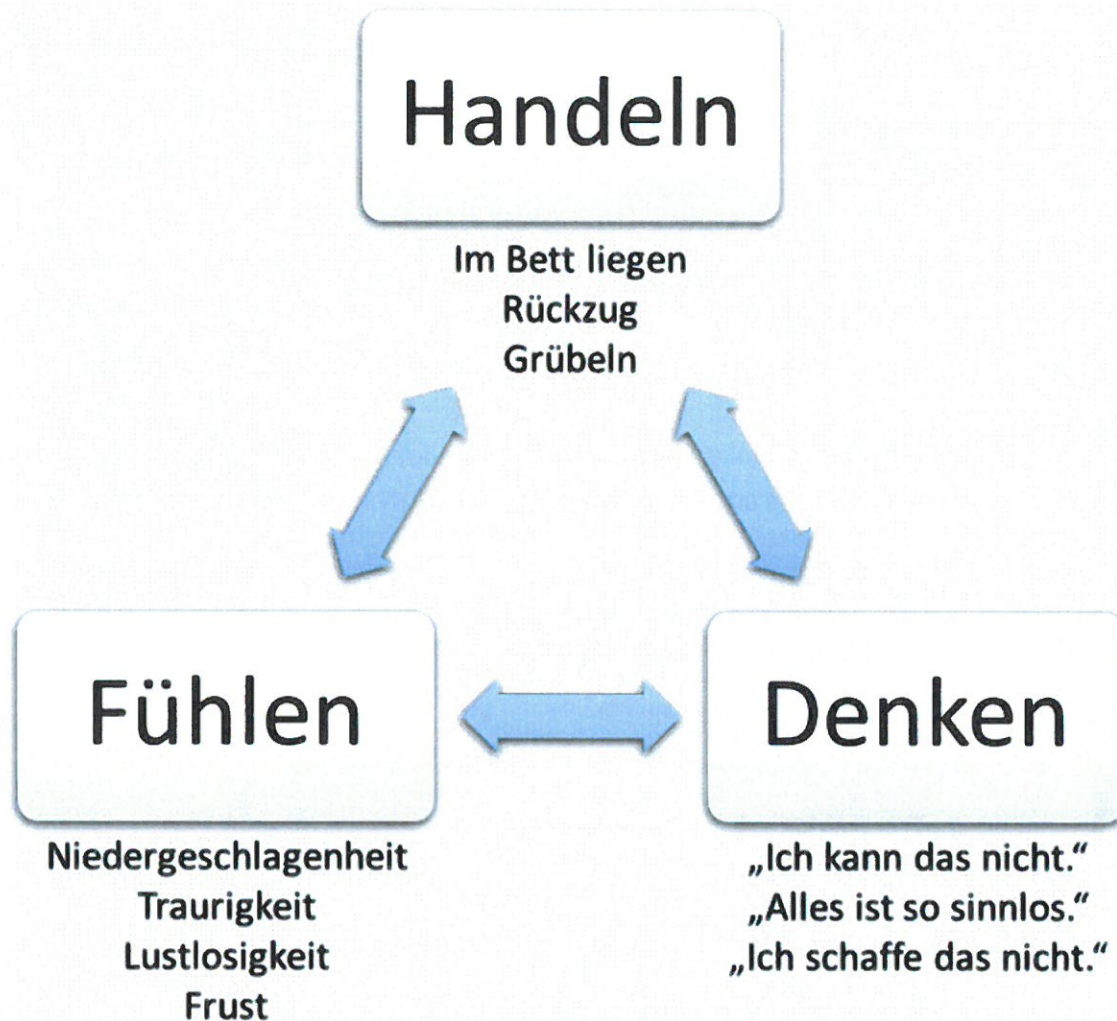 Handeln
Im Bett liegen
Rückzug
Grübeln
Fühlen
Niedergeschlagenheit
Traurigkeit
Lustlosigkeit
Frust
Denken
„Ich kann das nicht.“
„Alles ist so sinnlos.“
„Ich schaffe das nicht.“